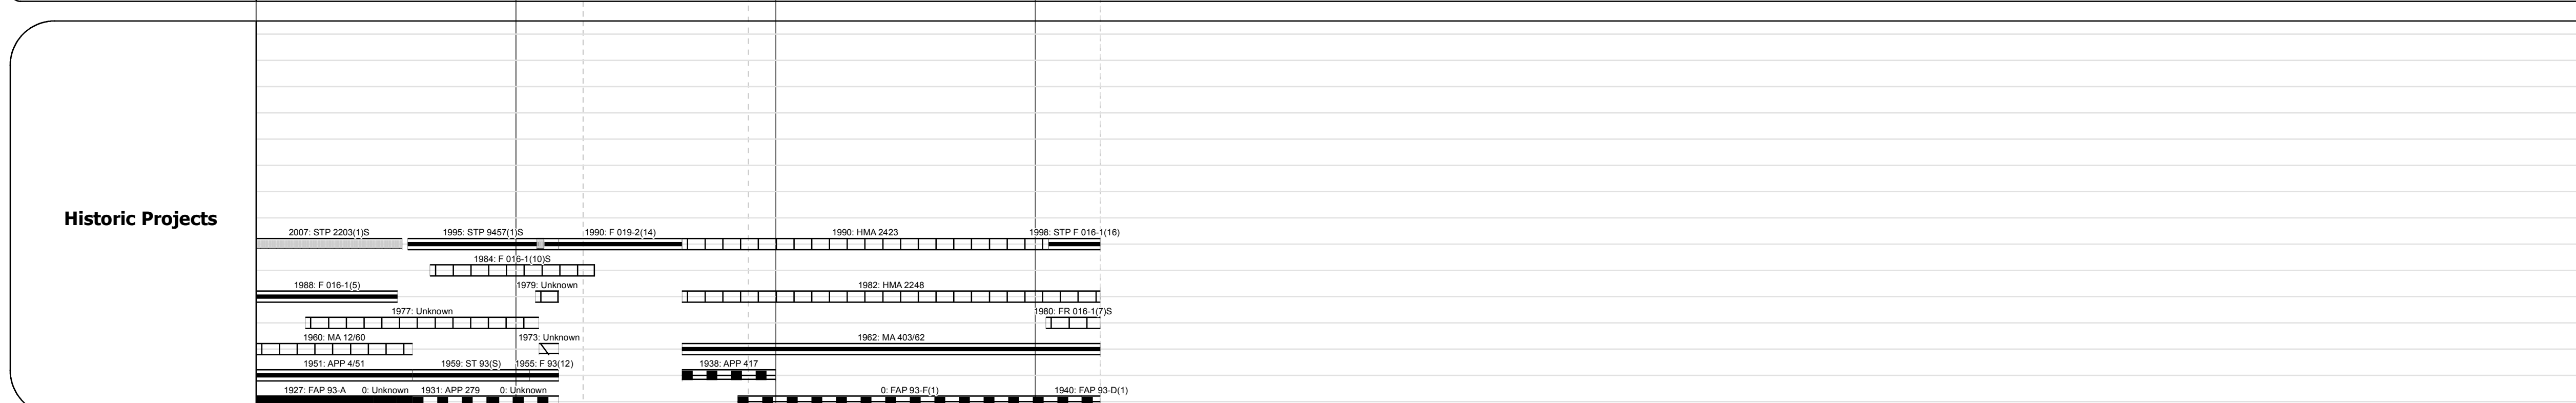 Historic Projects
2007: STP 2203(1)S 1995: STP 9457(1)S 1990: F 019-2(14) 1990: HMA 2423 1998: STP F 016-1(16)
1984: F 016-1(10)S
1988: F 016-1(5) 1979: Unknown 1982: HMA 2248
1977: Unknown 1980: FR 016-1(7)S
1960: MA 12/60 1973: Unknown 1962: MA 403/62
1951: APP 4/51 1959: ST 93(S) 1955: F 93(12) 1938: APP 417
1927: FAP 93-A 0: Unknown 1931: APP 279 0: Unknown 0: FAP 93-F(1) 1940: FAP 93-D(1)